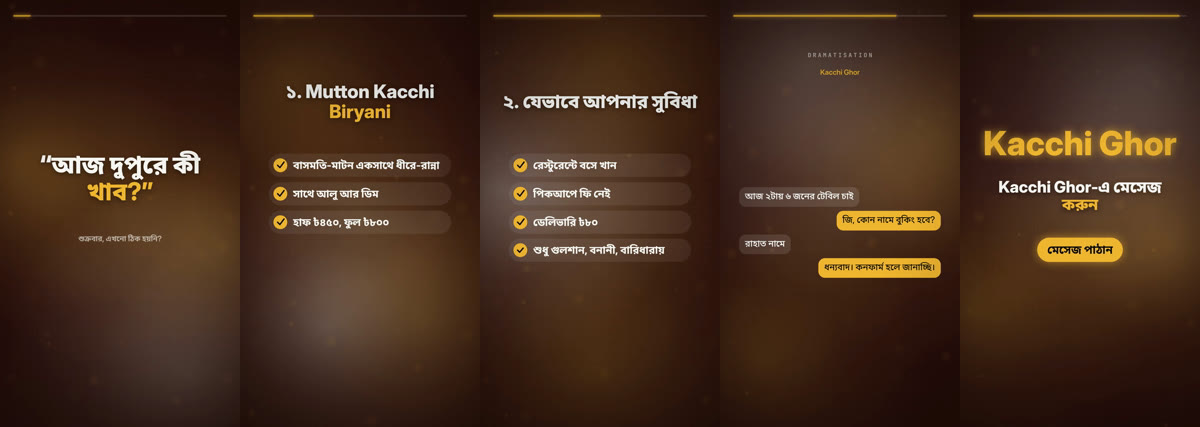 “আজ দুপুরে কী
খাব?”
শুক্রবার, এখনো ঠিক হয়নি?
১. Mutton Kacchi
Biryani
বাসমতি-মাটন একসাথে ধীরে-রান্না
সাথে আলু আর ডিম
হাফ ৳৪৫০, ফুল ৳৮০০
২. যেভাবে আপনার সুবিধা
রেস্টুরেন্টে বসে খান
পিকআপে ফি নেই
ডেলিভারি ৳৮০
শুধু গুলশান, বনানী, বারিধারায়
DRAMATISATION
Kacchi Ghor
আজ ২টায় ৬ জনের টেবিল চাই
জি, কোন নামে বুকিং হবে?
রাহাত নামে
ধন্যবাদ। কনফার্ম হলে জানাচ্ছি।
Kacchi Ghor
Kacchi Ghor-এ মেসেজ
করুন
মেসেজ পাঠান